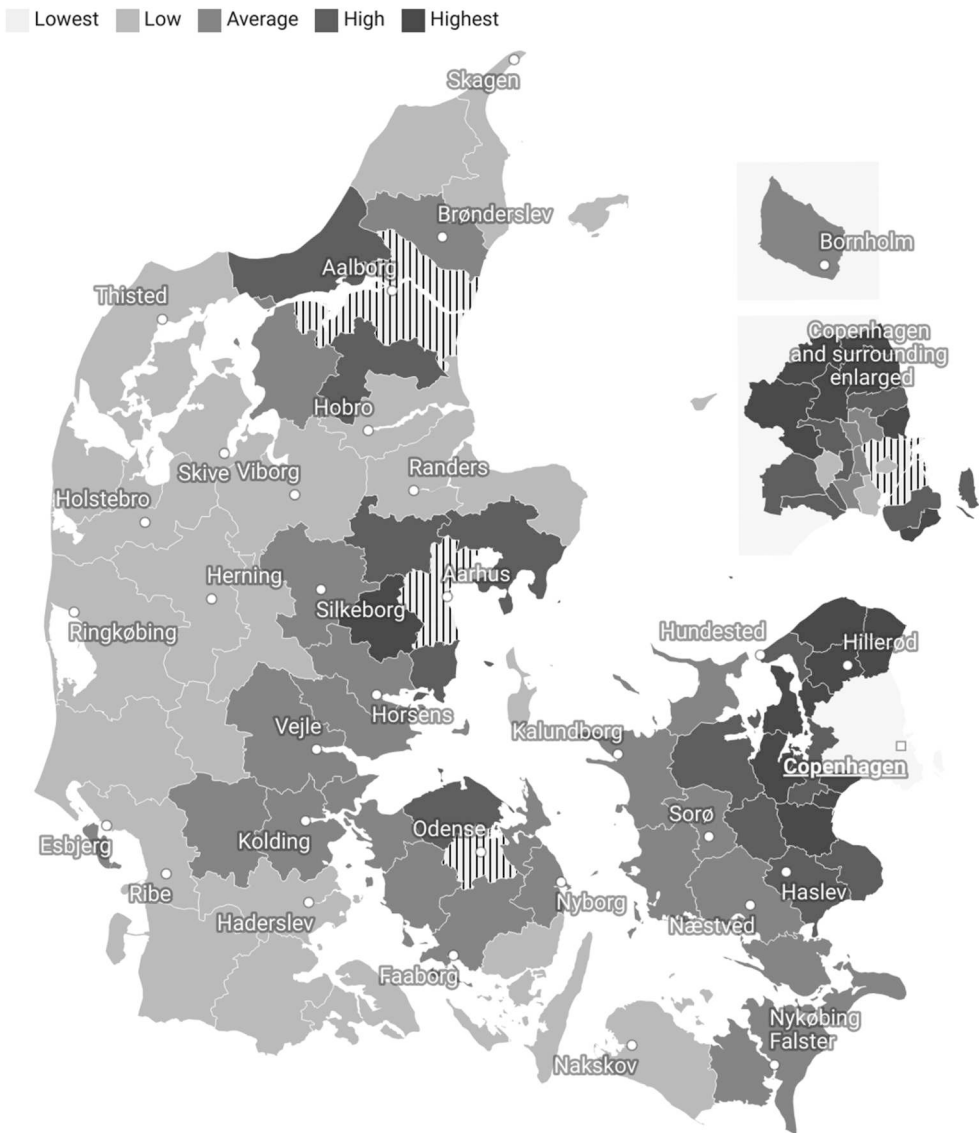 Lowest Low Average High Highest
Skagen
Brønderslev
Aalborg
Thisted
Bornholm
Copenhagen
and surrounding
enlarged
Hobro
Skive Viborg
Randers
Holstebro
Herning
Aarhus
Silkeborg
Ringkøbing
Hundested
Hillerød
Horsens
Vejle
Kalundborg
Copenhagen
Sorø
Odense
Kolding
Esbjerg
Ribe
Haslev
Nyborg
Haderslev
Næstved
Faaborg
Nykøbing
Falster
Nakskov